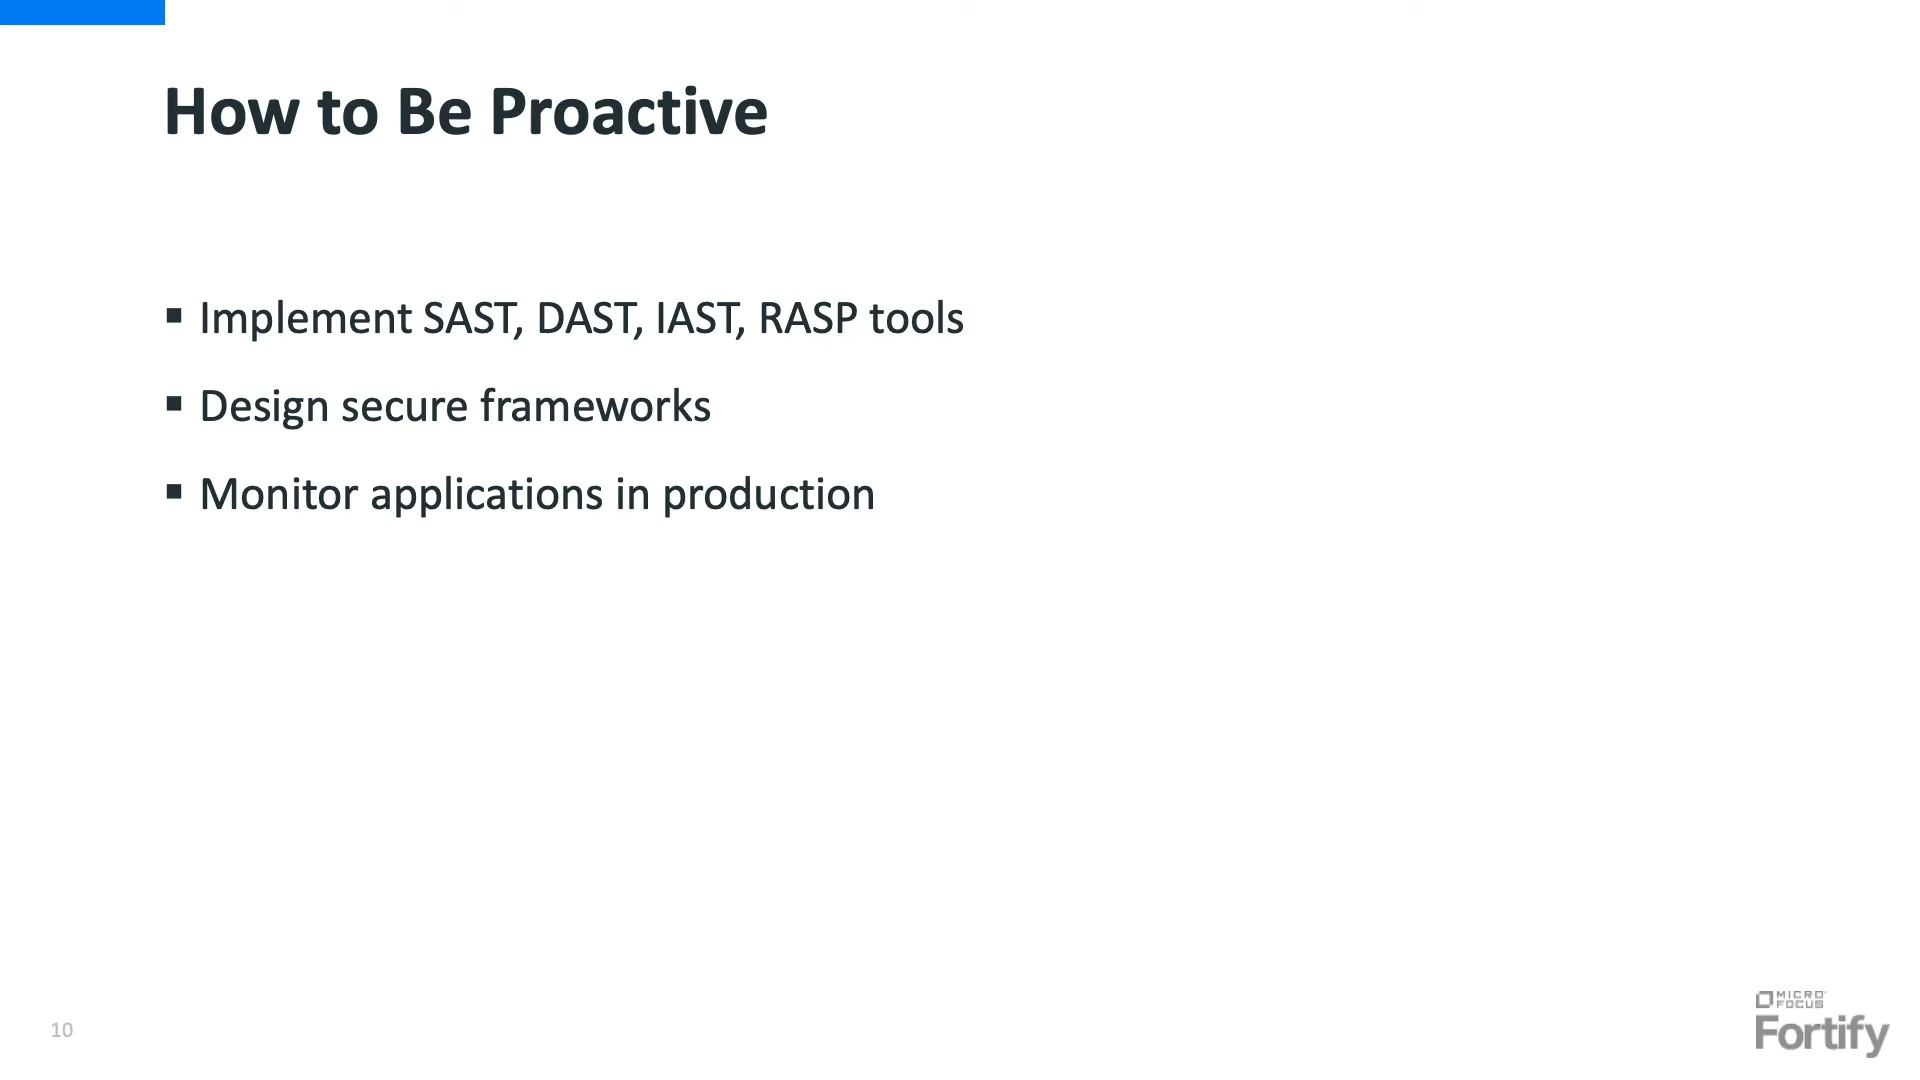 How to Be Proactive
▪ Implement SAST, DAST, IAST, RASP tools
▪ Design secure frameworks
▪ Monitor applications in production
10
MICRO
FOCUS
Fortify